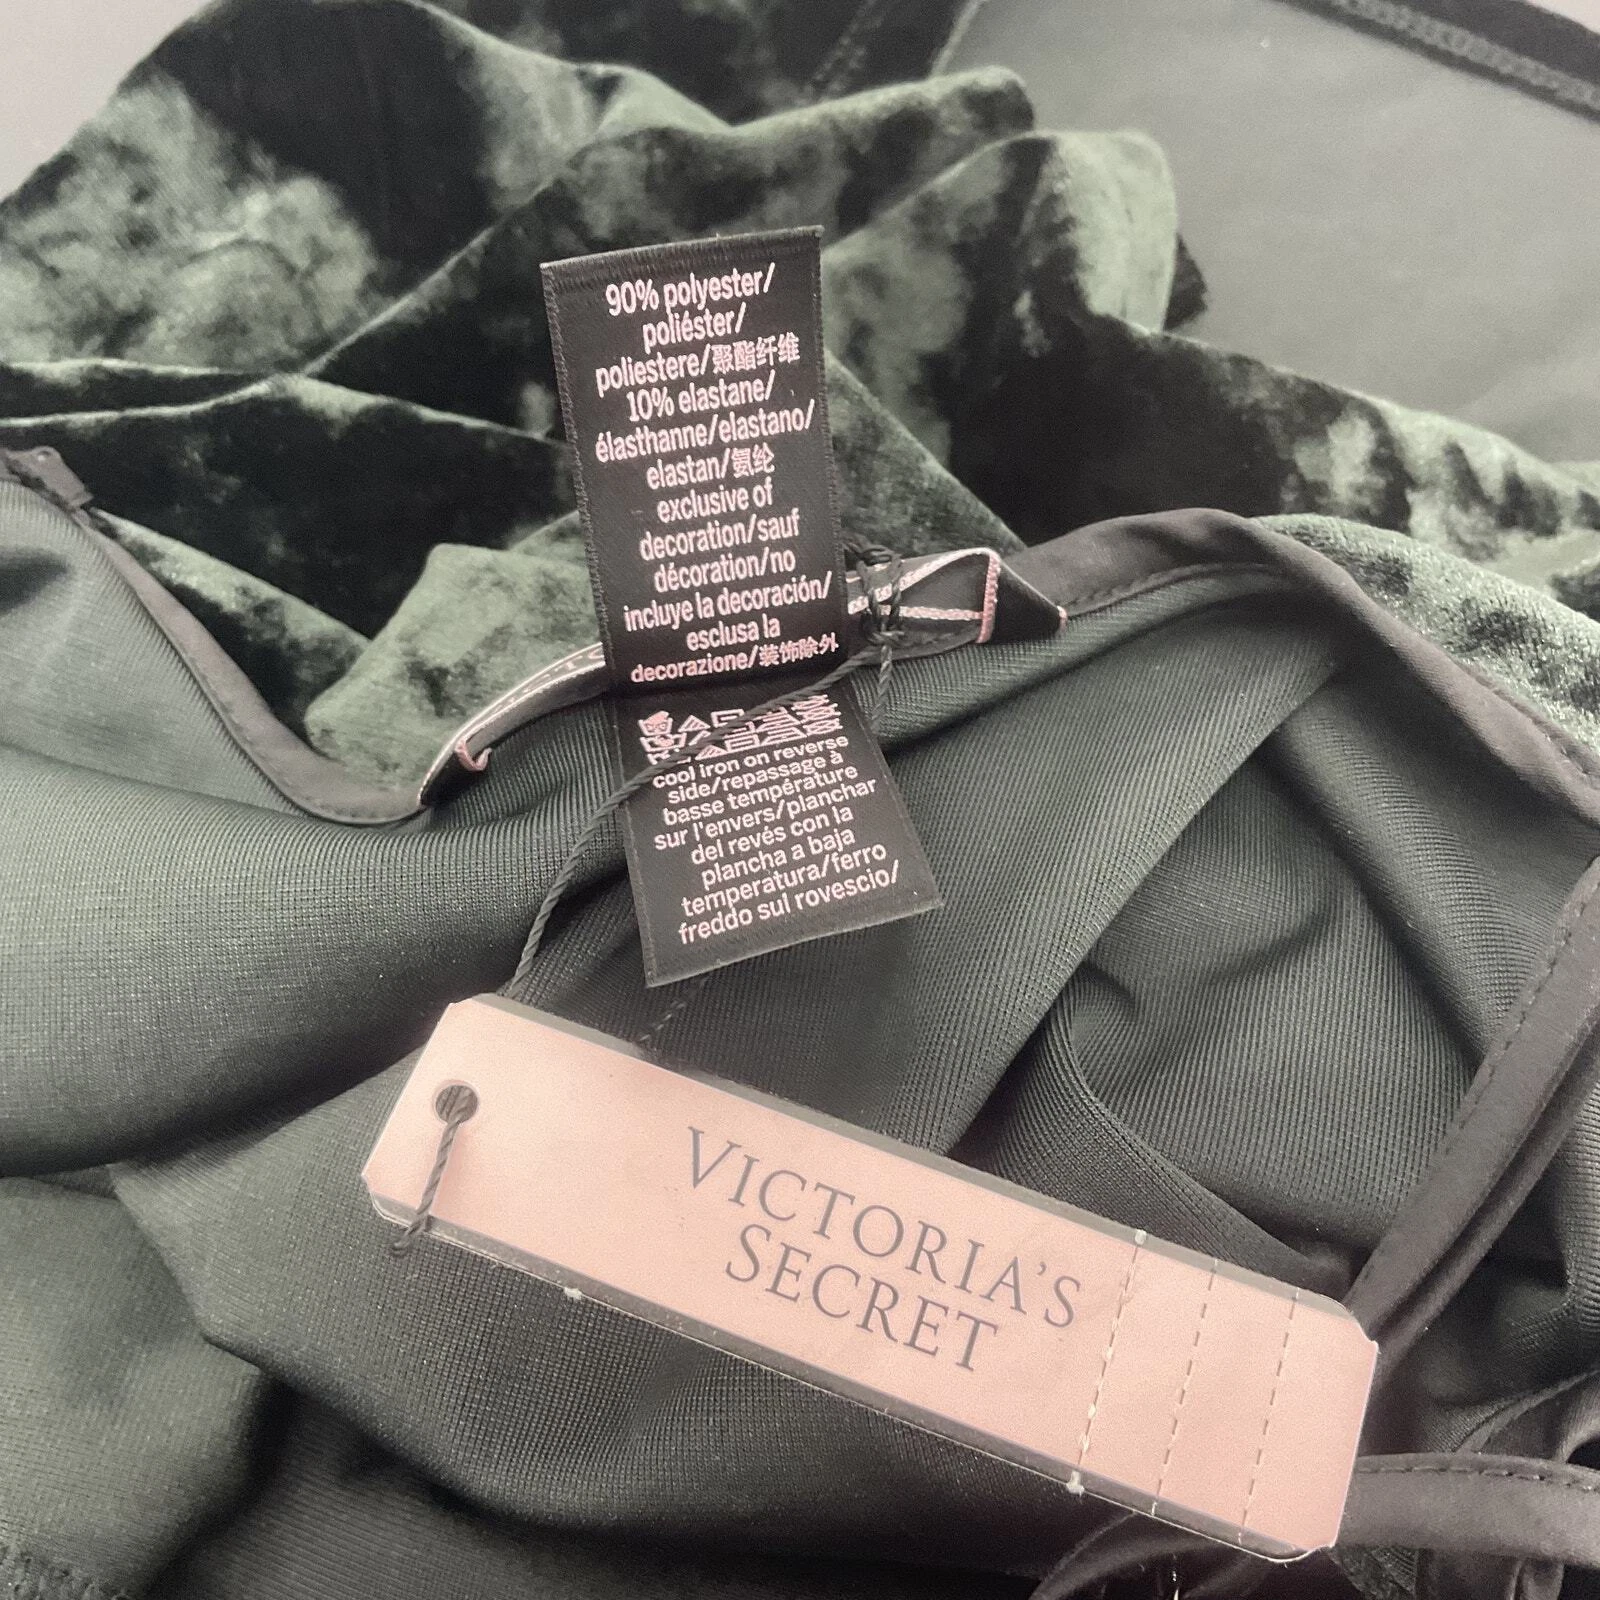 90% polyester/
poliéster/
poliestere/聚酯纤维
10% elastane/
élasthanne/elastano/
elastan/氨纶
exclusive of
decoration/sauf
décoration/no
incluye la decoración/
esclusa la
decorazione/装饰除外
cool iron on reverse
side/repassage à
basse température
sur l'envers/planchar
del revés con la
plancha a baja
temperatura/ferro
freddo sul rovescio/
VICTORIA'S
SECRET